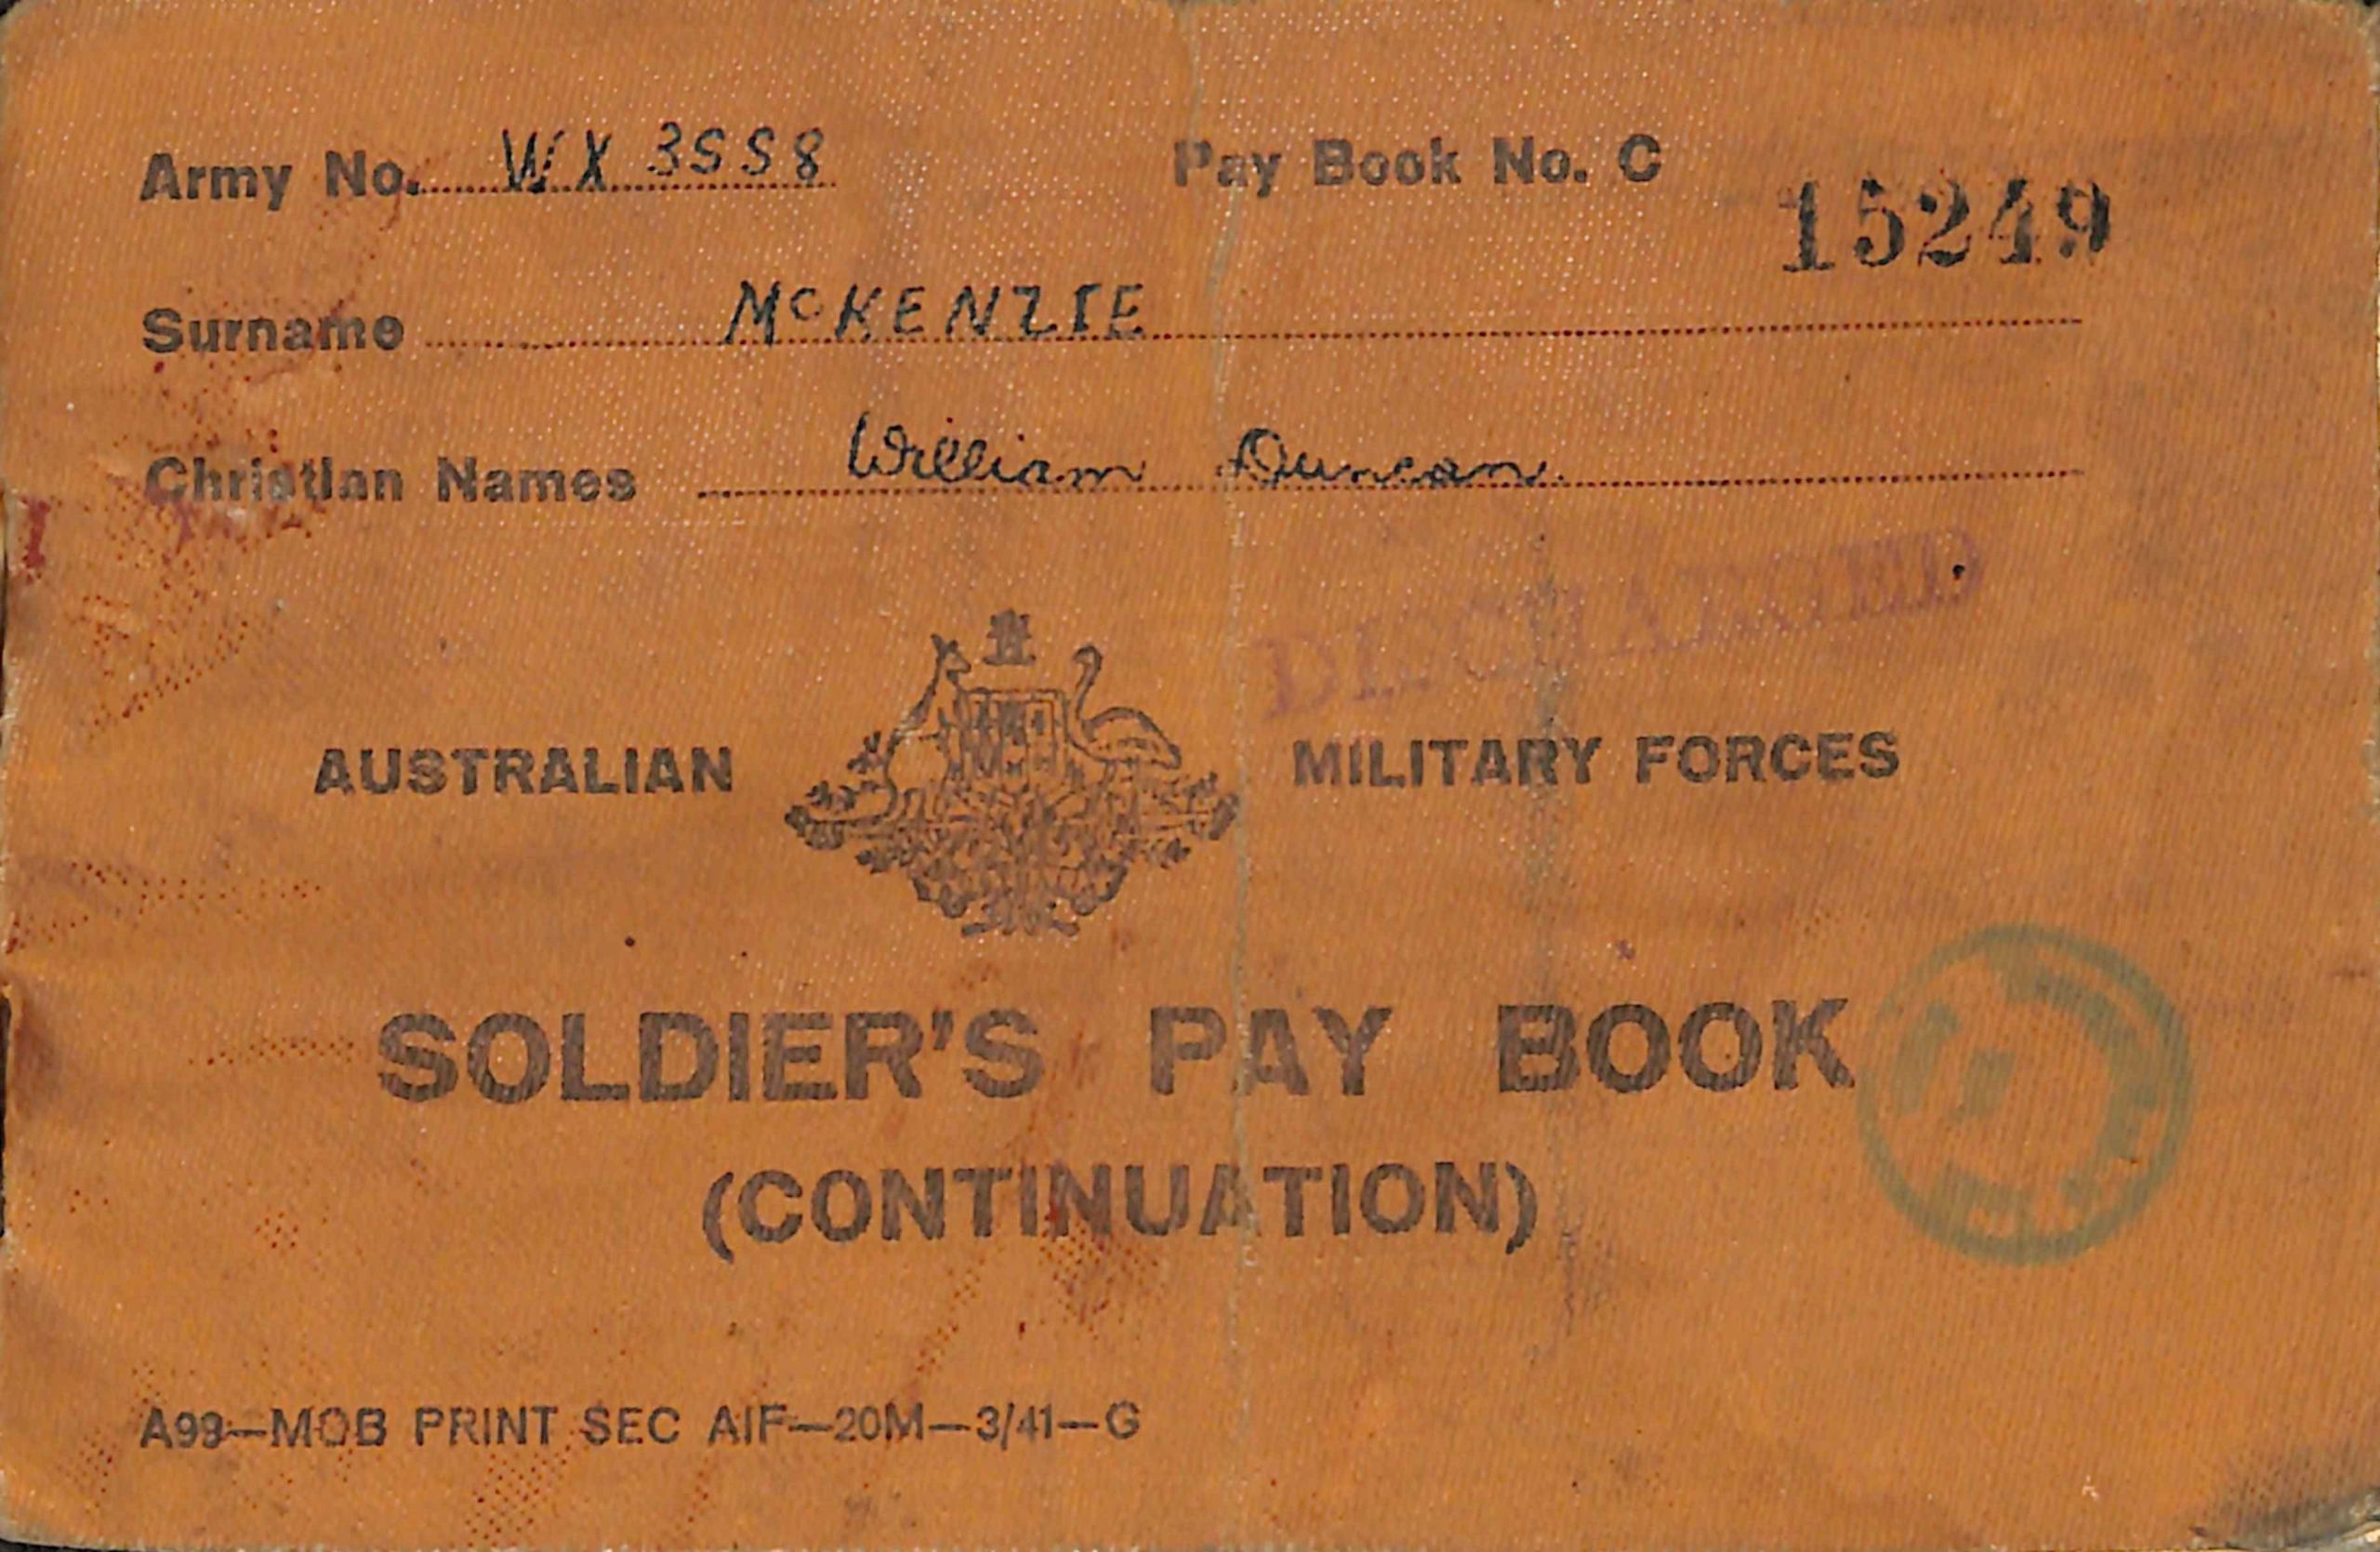 Army No. WX 3558
Pay Book No. C 15249
Surname McKENZIE
Christian Names William Duncan.
AUSTRALIAN MILITARY FORCES
SOLDIER'S PAY BOOK
(CONTINUATION)
A99—MOB PRINT SEC AIF—20M—3/41—G